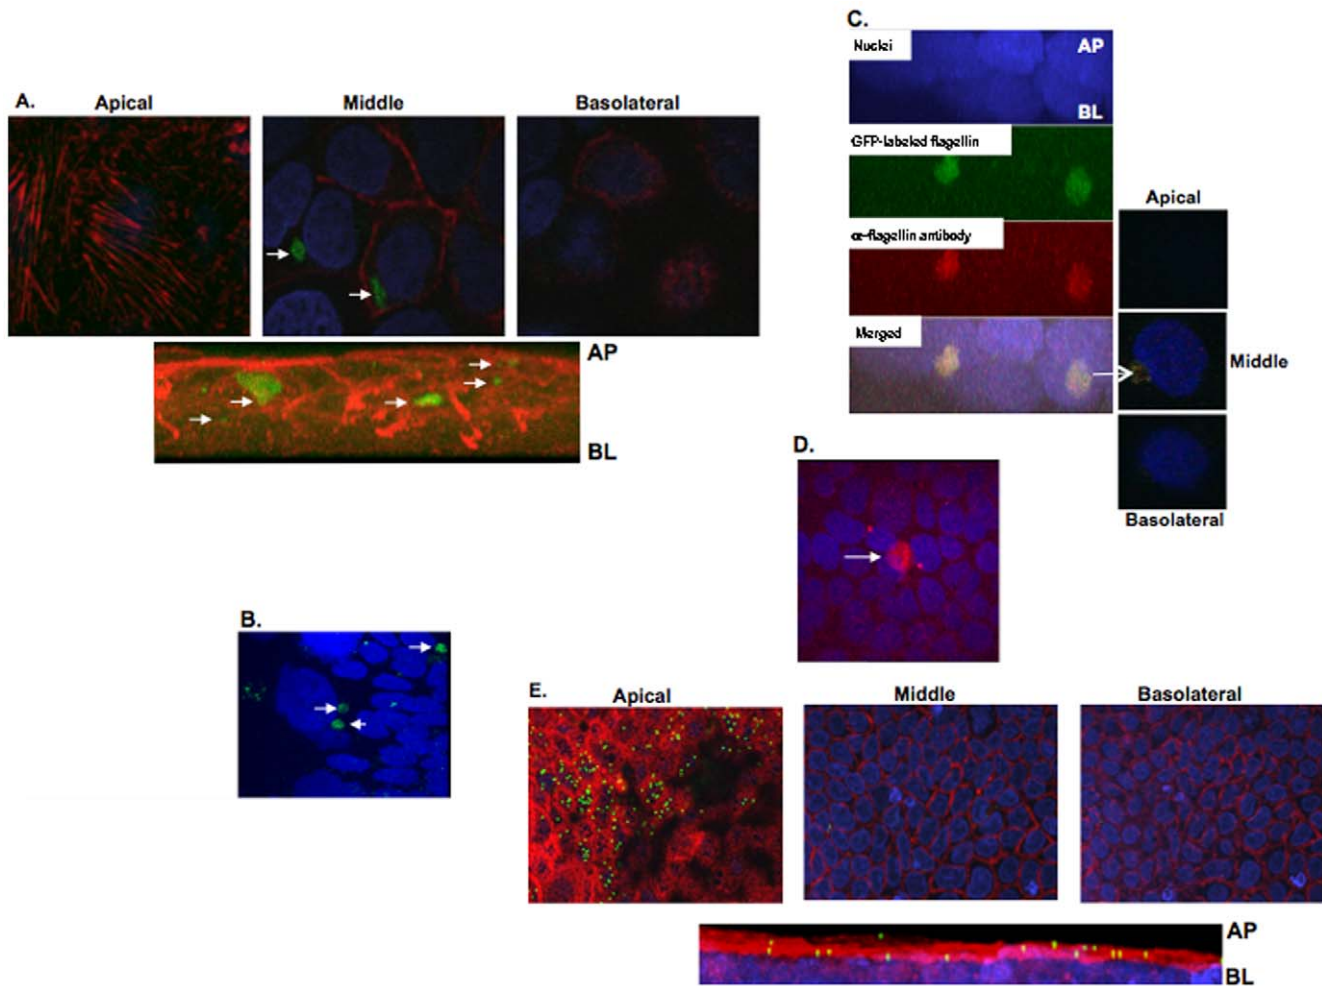 A.
Apical
Middle
Basolateral
AP
BL
B.
C.
Nuclei
AP
BL
GFP-labeled flagellin
α-flagellin antibody
Merged
Apical
Middle
Basolateral
D.
E.
Apical
Middle
Basolateral
AP
BL